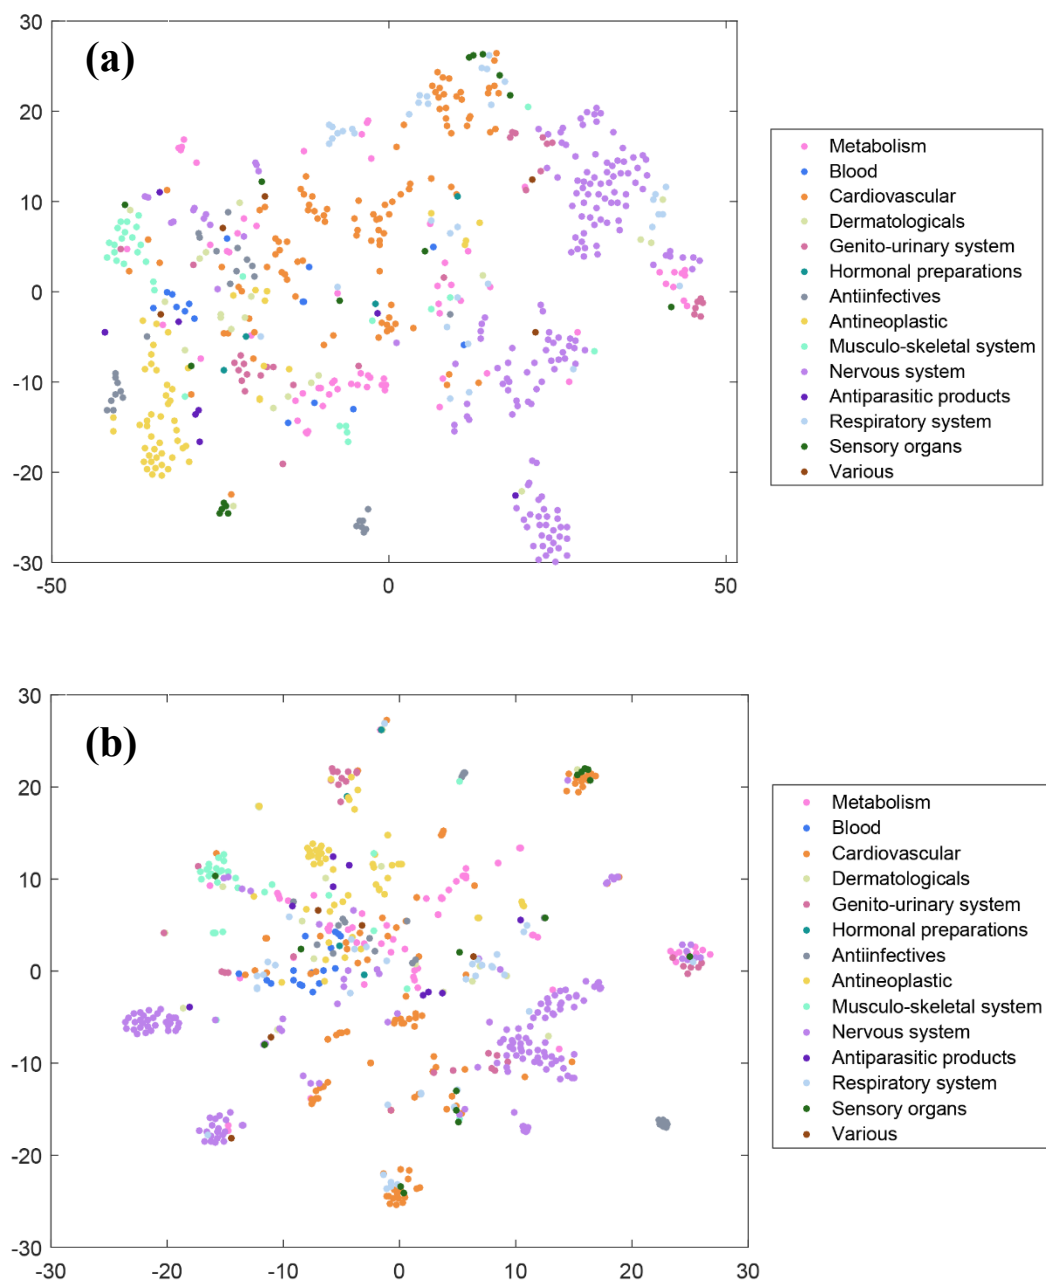 30
(a)
20
10
0
-10
-20
-30
-50
0
50
Metabolism
Blood
Cardiovascular
Dermatologicals
Genito-urinary system
Hormonal preparations
Antiinfectives
Antineoplastic
Musculo-skeletal system
Nervous system
Antiparasitic products
Respiratory system
Sensory organs
Various
30
(b)
20
10
0
-10
-20
-30
-30
-20
-10
0
10
20
30
Metabolism
Blood
Cardiovascular
Dermatologicals
Genito-urinary system
Hormonal preparations
Antiinfectives
Antineoplastic
Musculo-skeletal system
Nervous system
Antiparasitic products
Respiratory system
Sensory organs
Various